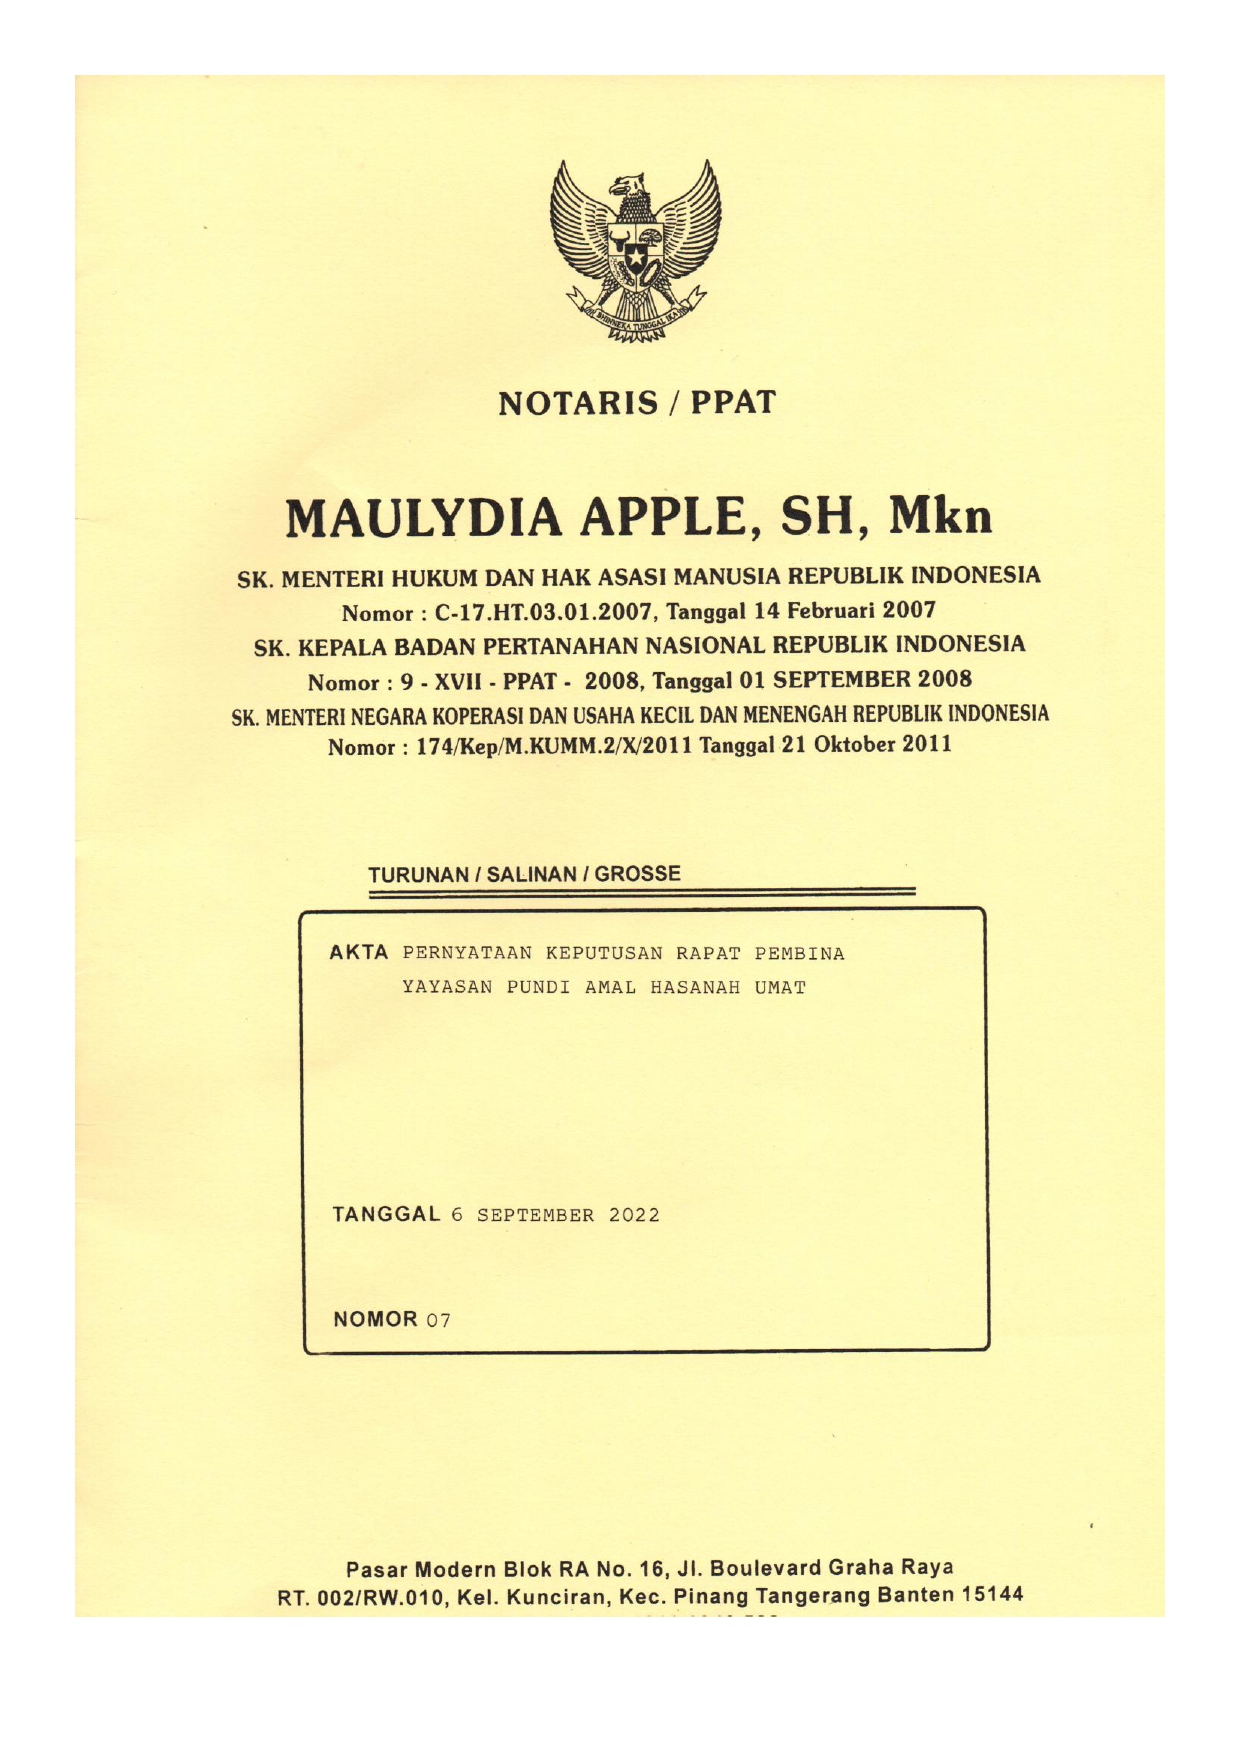 BHINNEKA TUNGGAL IKA
NOTARIS / PPAT
MAULYDIA APPLE, SH, Mkn
SK. MENTERI HUKUM DAN HAK ASASI MANUSIA REPUBLIK INDONESIA
Nomor : C-17.HT.03.01.2007, Tanggal 14 Februari 2007
SK. KEPALA BADAN PERTANAHAN NASIONAL REPUBLIK INDONESIA
Nomor : 9 - XVII - PPAT - 2008, Tanggal 01 SEPTEMBER 2008
SK. MENTERI NEGARA KOPERASI DAN USAHA KECIL DAN MENENGAH REPUBLIK INDONESIA
Nomor : 174/Kep/M.KUMM.2/X/2011 Tanggal 21 Oktober 2011
TURUNAN / SALINAN / GROSSE
AKTA PERNYATAAN KEPUTUSAN RAPAT PEMBINA
YAYASAN PUNDI AMAL HASANAH UMAT
TANGGAL 6 SEPTEMBER 2022
NOMOR 07
Pasar Modern Blok RA No. 16, Jl. Boulevard Graha Raya
RT. 002/RW.010, Kel. Kunciran, Kec. Pinang Tangerang Banten 15144